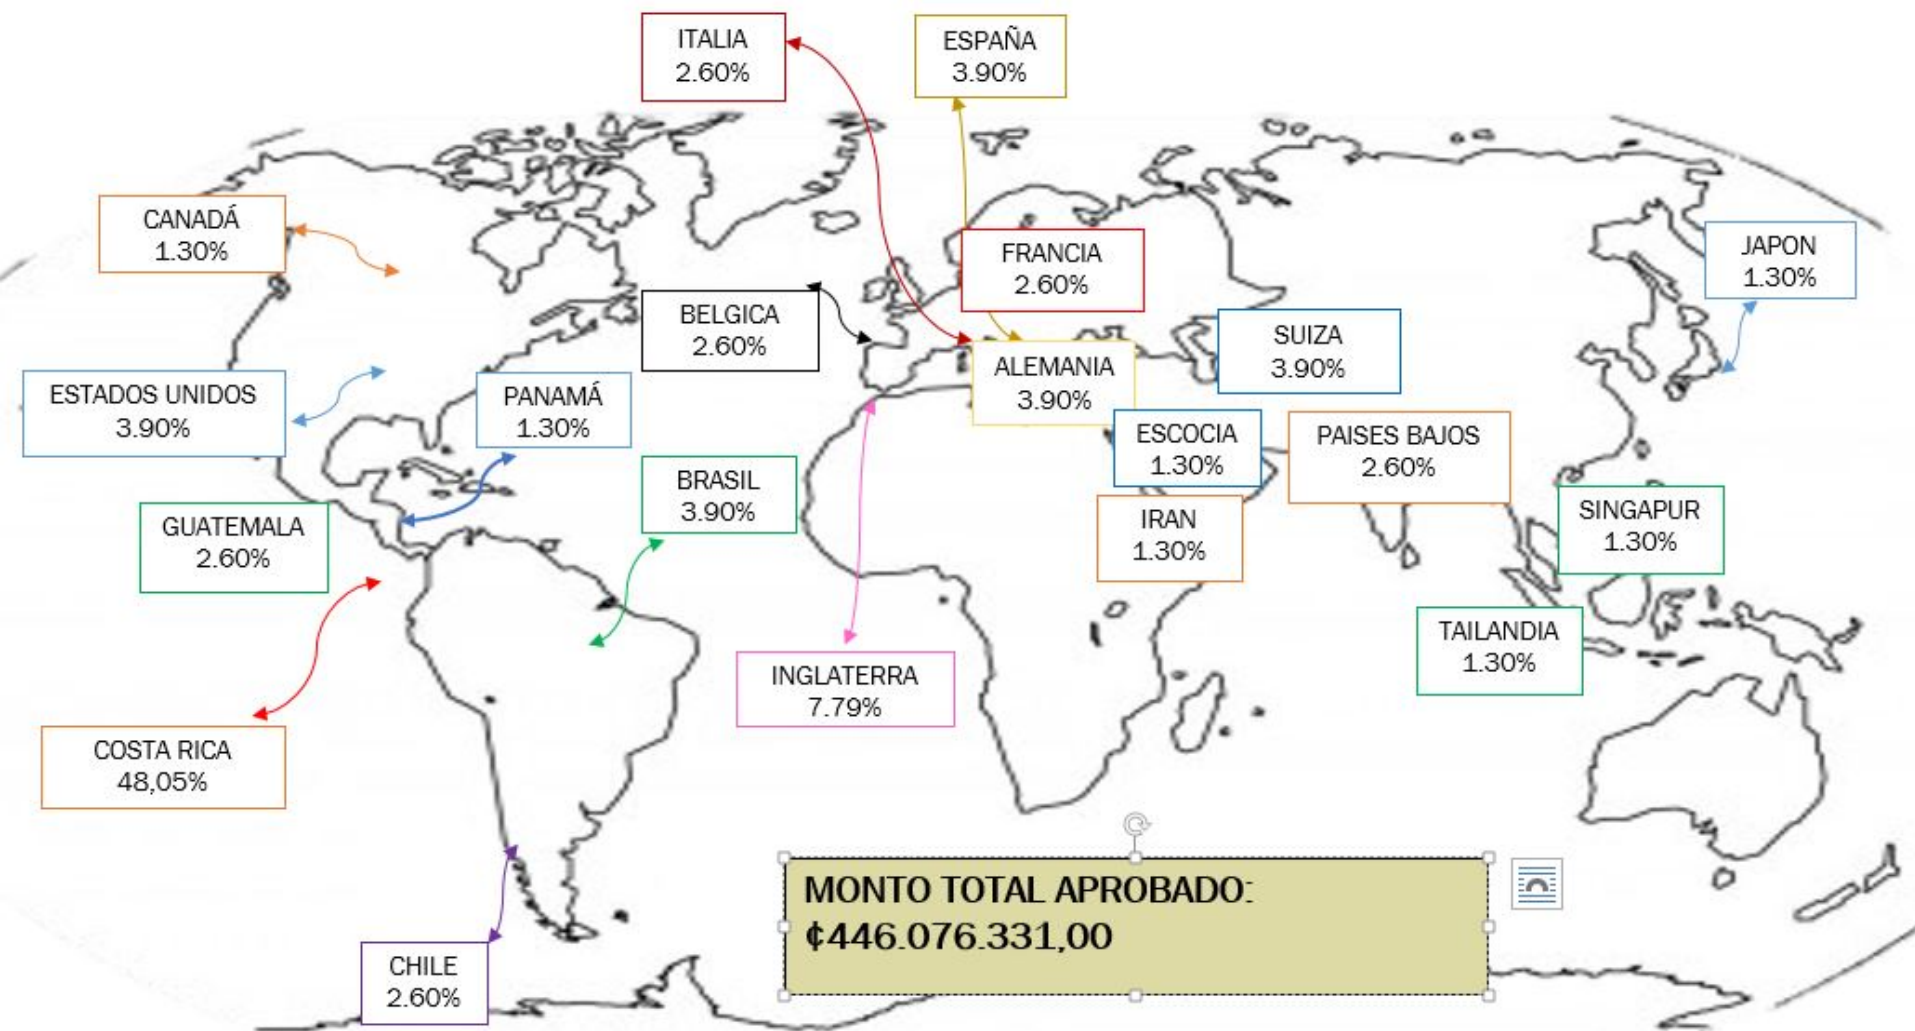 ITALIA
2.60%
ESPAÑA
3.90%
CANADÁ
1.30%
FRANCIA
2.60%
JAPON
1.30%
BELGICA
2.60%
SUIZA
3.90%
ALEMANIA
3.90%
ESTADOS UNIDOS
3.90%
PANAMÁ
1.30%
ESCOCIA
1.30%
PAISES BAJOS
2.60%
BRASIL
3.90%
GUATEMALA
2.60%
IRAN
1.30%
SINGAPUR
1.30%
TAILANDIA
1.30%
INGLATERRA
7.79%
COSTA RICA
48,05%
MONTO TOTAL APROBADO:
₵446.076.331,00
CHILE
2.60%